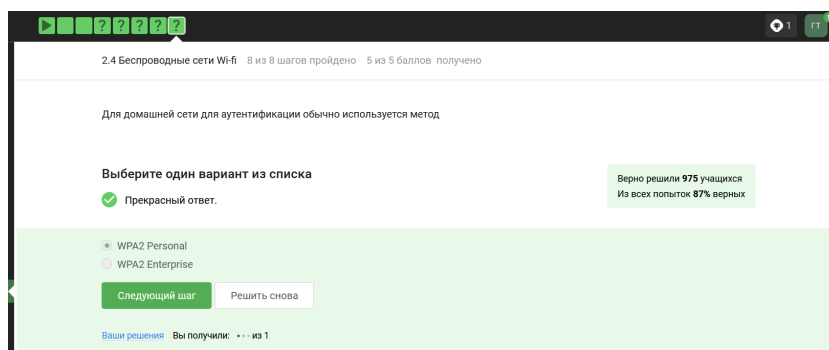 ? ? ? ? ?
1
ГТ
2.4 Беспроводные сети Wi-fi 8 из 8 шагов пройдено 5 из 5 баллов получено
Для домашней сети для аутентификации обычно используется метод
Выберите один вариант из списка
Прекрасный ответ.
Верно решили 975 учащихся
Из всех попыток 87% верных
WPA2 Personal
WPA2 Enterprise
Следующий шаг
Решить снова
Ваши решения Вы получили: из 1